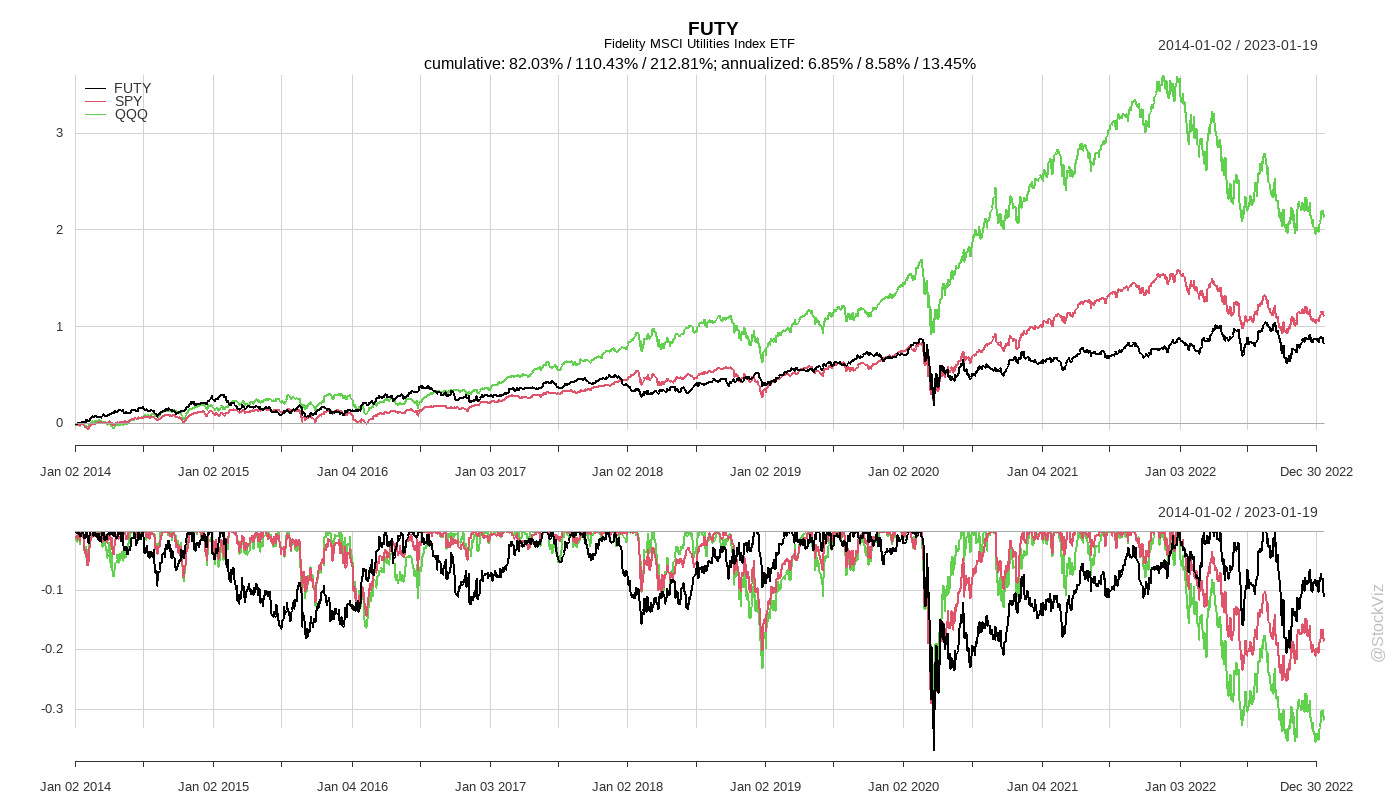 FUTY
Fidelity MSCI Utilities Index ETF
2014-01-02 / 2023-01-19
cumulative: 82.03% / 110.43% / 212.81%; annualized: 6.85% / 8.58% / 13.45%
FUTY
SPY
QQQ
3
2
1
0
Jan 02 2014 Jan 02 2015 Jan 04 2016 Jan 03 2017 Jan 02 2018 Jan 02 2019 Jan 02 2020 Jan 04 2021 Jan 03 2022 Dec 30 2022
2014-01-02 / 2023-01-19
-0.1
-0.2
-0.3
Jan 02 2014 Jan 02 2015 Jan 04 2016 Jan 03 2017 Jan 02 2018 Jan 02 2019 Jan 02 2020 Jan 04 2021 Jan 03 2022 Dec 30 2022
@StockViz